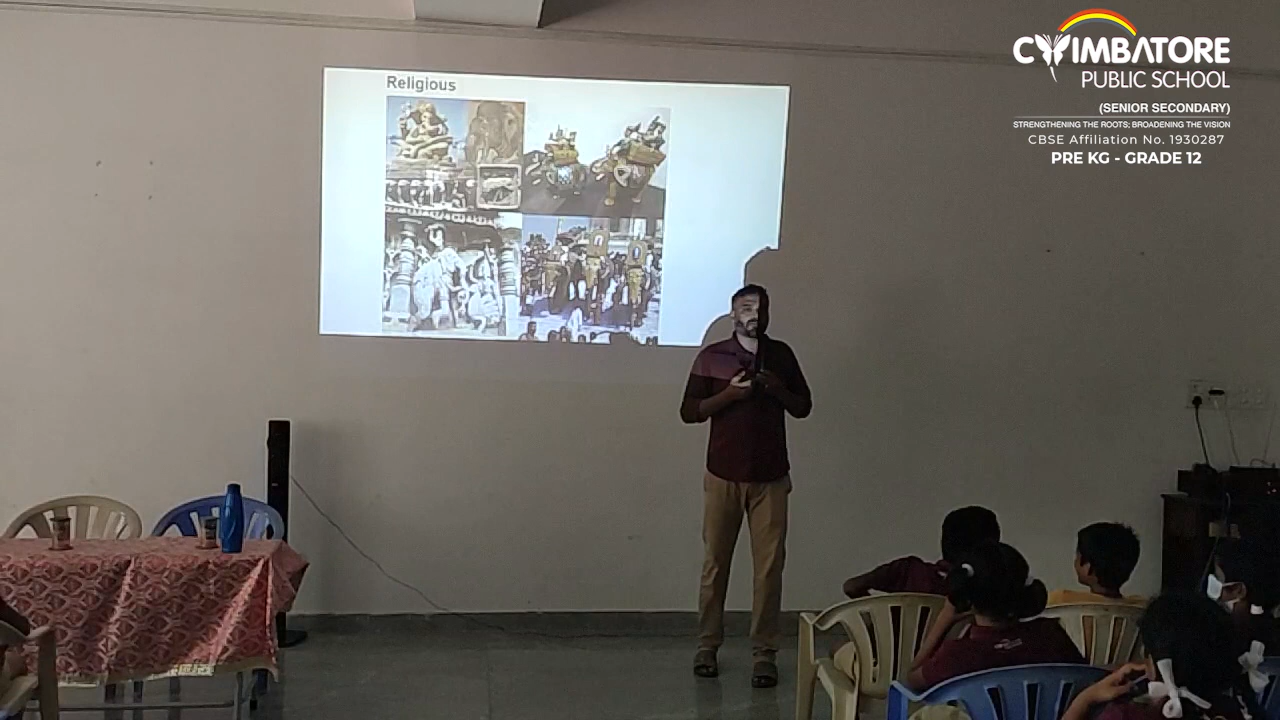 Religious
COIMBATORE
PUBLIC SCHOOL
(SENIOR SECONDARY)
STRENGTHENING THE ROOTS; BROADENING THE VISION
CBSE Affiliation No. 1930287
PRE KG - GRADE 12